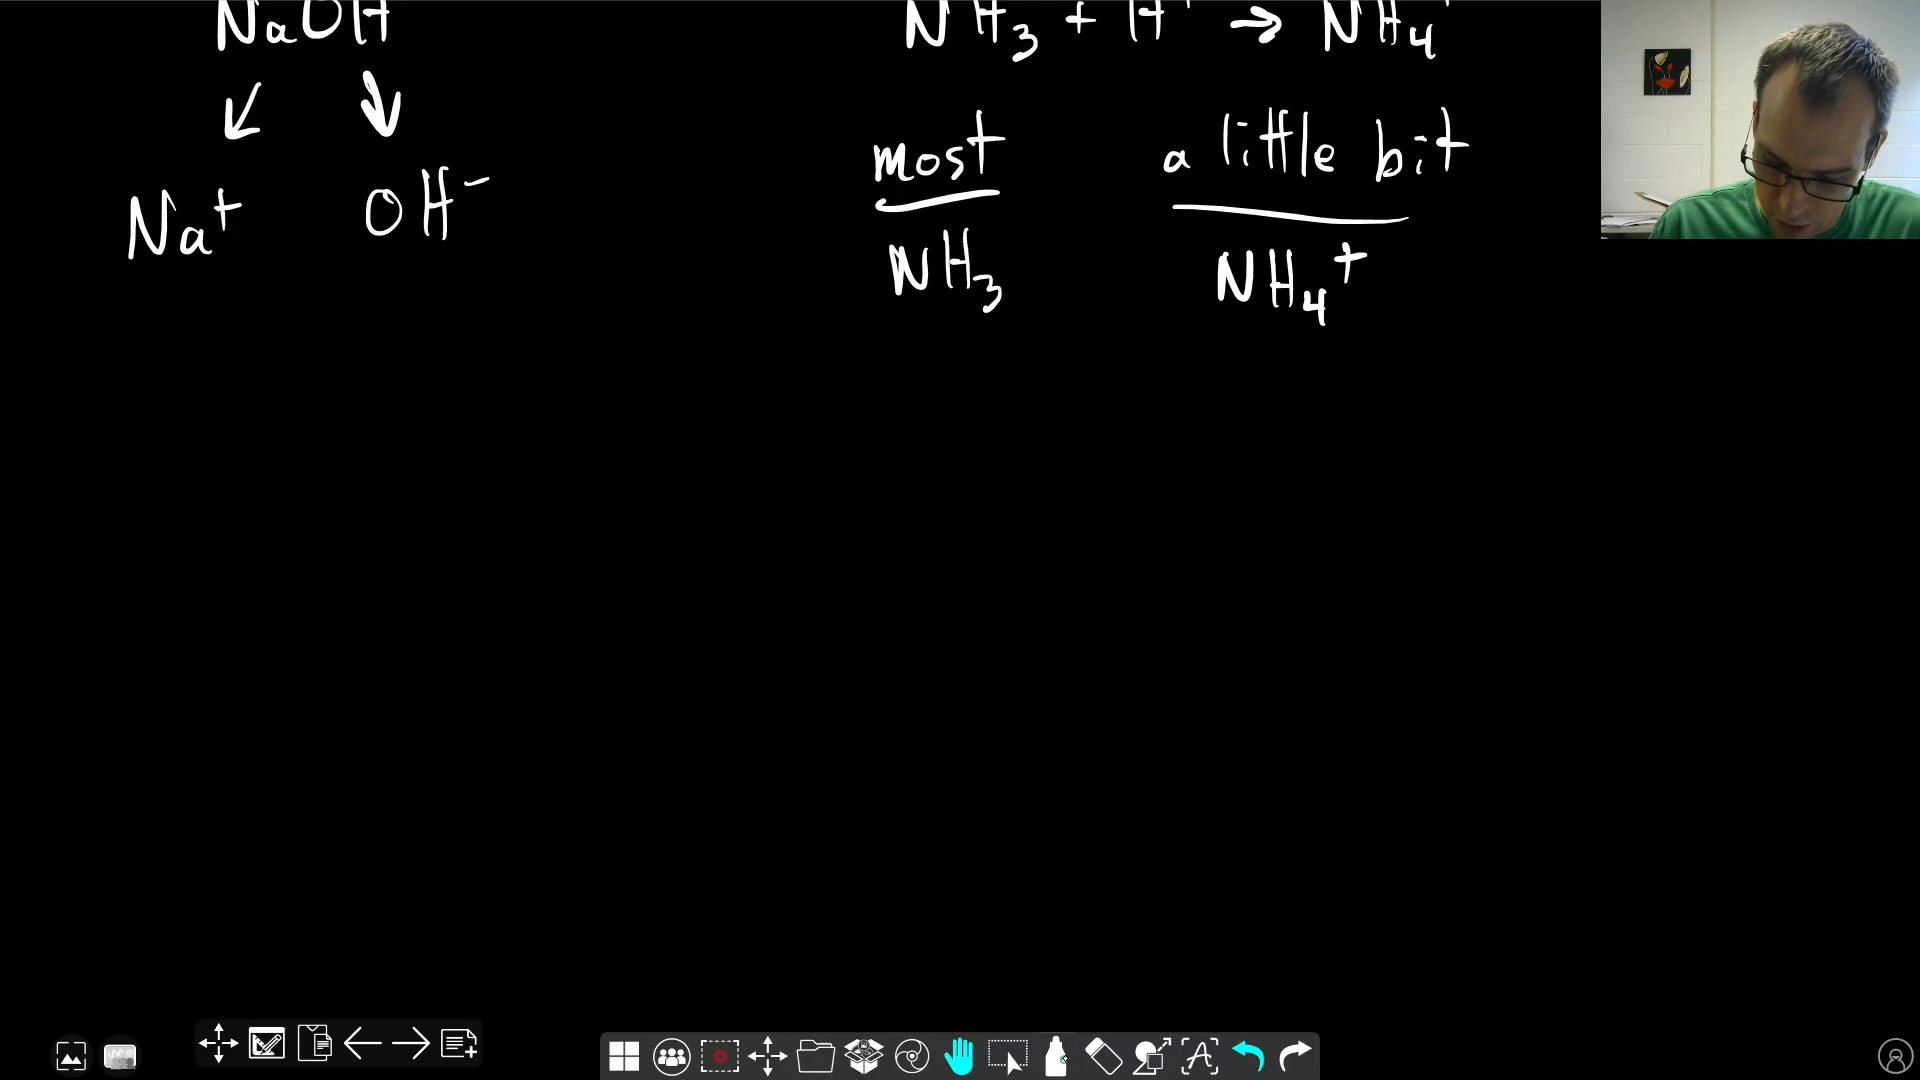 NaOH
Na⁺ OH⁻
NH₃ + H⁺ → NH₄⁺
most a little bit
NH₃ NH₄⁺